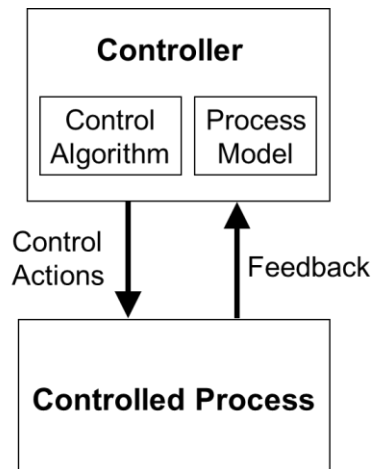 Controller
Control
Algorithm
Process
Model
Control
Actions
Feedback
Controlled Process